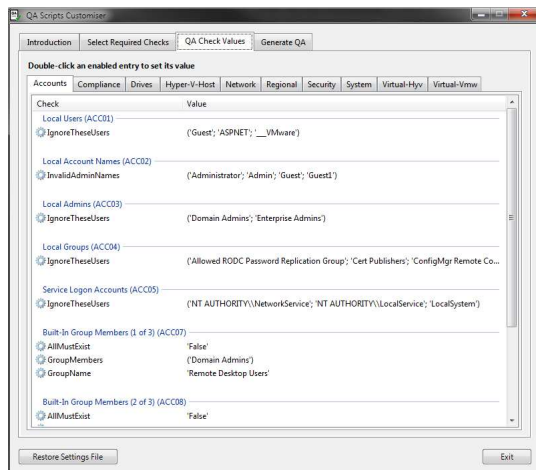 QA Scripts Customiser
Introduction Select Required Checks QA Check Values Generate QA
Double-click an enabled entry to set its value
Accounts Compliance Drives Hyper-V-Host Network Regional Security System Virtual-Hyv Virtual-Vmw
Check Value
Local Users (ACC01)
IgnoreTheseUsers ('Guest'; 'ASPNET'; '__VMware')
Local Account Names (ACC02)
InvalidAdminNames ('Administrator'; 'Admin'; 'Guest'; 'Guest1')
Local Admins (ACC03)
IgnoreTheseUsers ('Domain Admins'; 'Enterprise Admins')
Local Groups (ACC04)
IgnoreTheseUsers ('Allowed RODC Password Replication Group'; 'Cert Publishers'; 'ConfigMgr Remote Co...
Service Logon Accounts (ACC05)
IgnoreTheseUsers ('NT AUTHORITY\\NetworkService'; 'NT AUTHORITY\\LocalService'; 'LocalSystem')
Built-In Group Members (1 of 3) (ACC07)
AllMustExist 'False'
GroupMembers ('Domain Admins')
GroupName 'Remote Desktop Users'
Built-In Group Members (2 of 3) (ACC08)
AllMustExist 'False'
Restore Settings File Exit